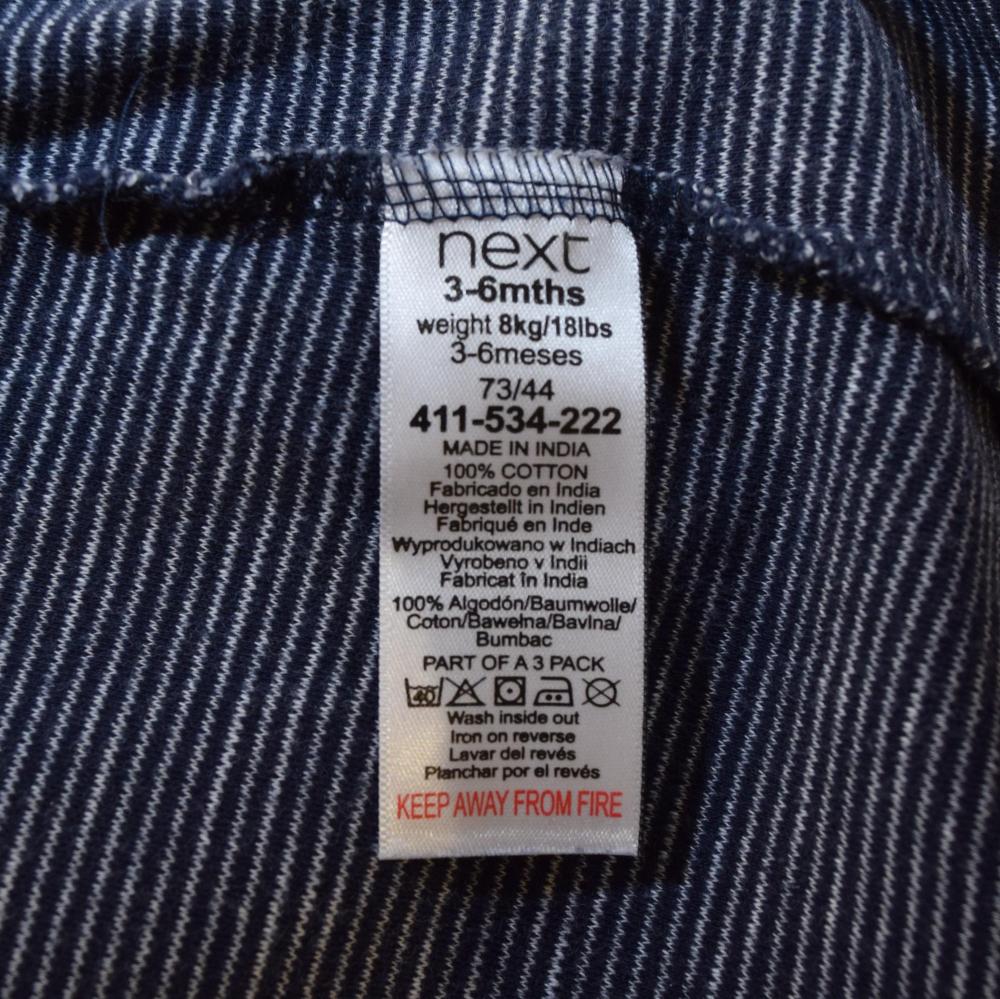 next
3-6mths
weight 8kg/18lbs
3-6meses
73/44
411-534-222
MADE IN INDIA
100% COTTON
Fabricado en India
Hergestellt in Indien
Fabriqué en Inde
Wyprodukowano w Indiach
Vyrobeno v Indii
Fabricat în India
100% Algodón/Baumwolle/
Coton/Bawełna/Bavlna/
Bumbac
PART OF A 3 PACK
40
Wash inside out
Iron on reverse
Lavar del revés
Planchar por el revés
KEEP AWAY FROM FIRE